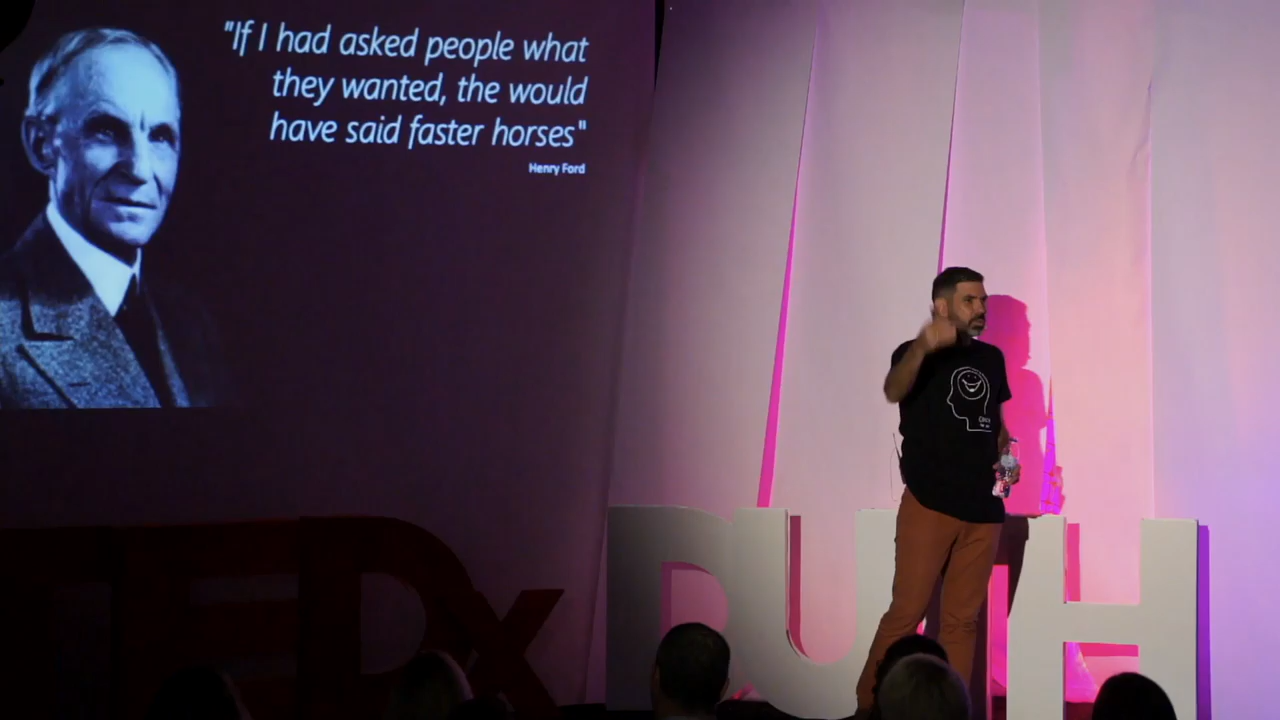 "If I had asked people what
they wanted, the would
have said faster horses"
Henry Ford
TEDx
DUTH